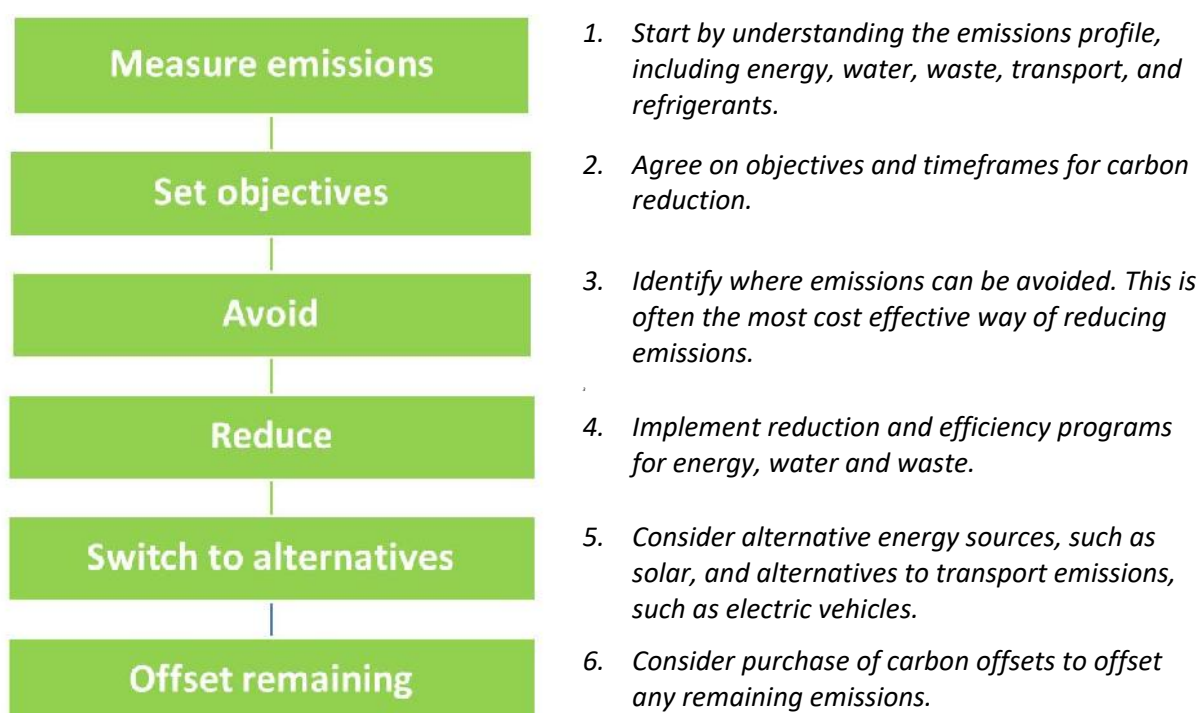 Measure emissions
1. Start by understanding the emissions profile,
including energy, water, waste, transport, and
refrigerants.
Set objectives
2. Agree on objectives and timeframes for carbon
reduction.
Avoid
3. Identify where emissions can be avoided. This is
often the most cost effective way of reducing
emissions.
Reduce
4. Implement reduction and efficiency programs
for energy, water and waste.
Switch to alternatives
5. Consider alternative energy sources, such as
solar, and alternatives to transport emissions,
such as electric vehicles.
Offset remaining
6. Consider purchase of carbon offsets to offset
any remaining emissions.